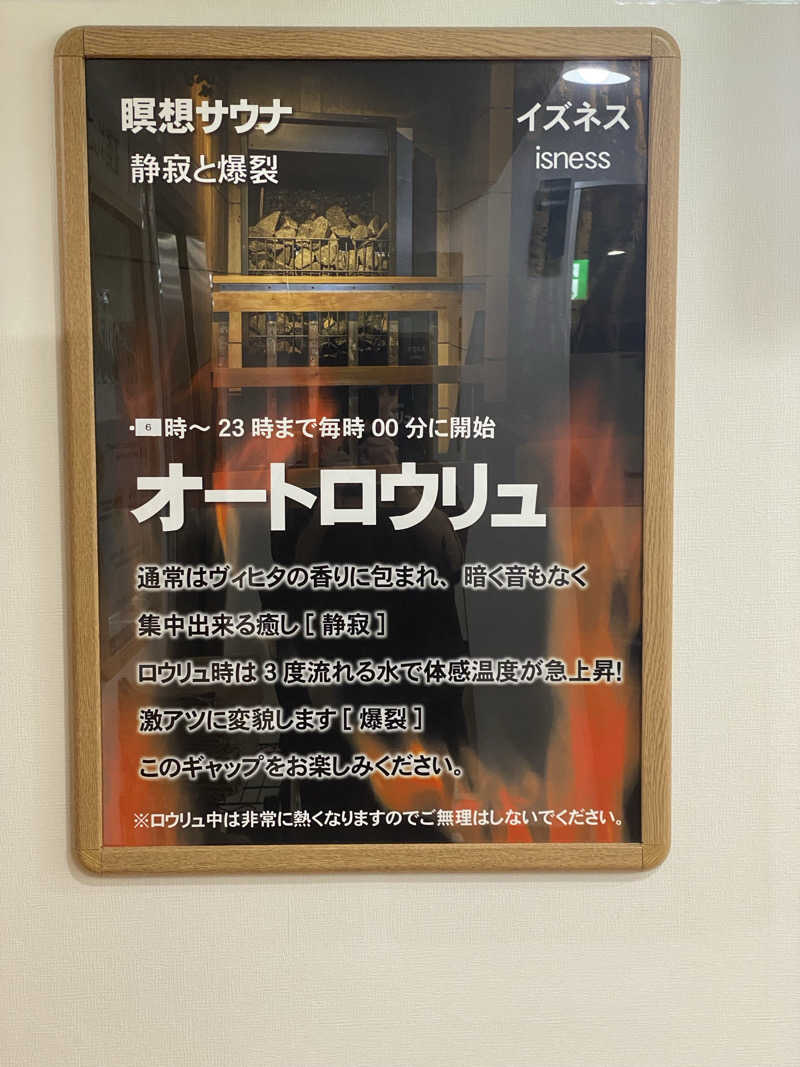 瞑想サウナ
静寂と爆裂
イズネス
isness
・6時〜23時まで毎時00分に開始
オートロウリュ
通常はヴィヒタの香りに包まれ、暗く音もなく
集中出来る癒し[静寂]
ロウリュ時は3度流れる水で体感温度が急上昇!
激アツに変貌します[爆裂]
このギャップをお楽しみください。
※ロウリュ中は非常に熱くなりますのでご無理はしないでください。